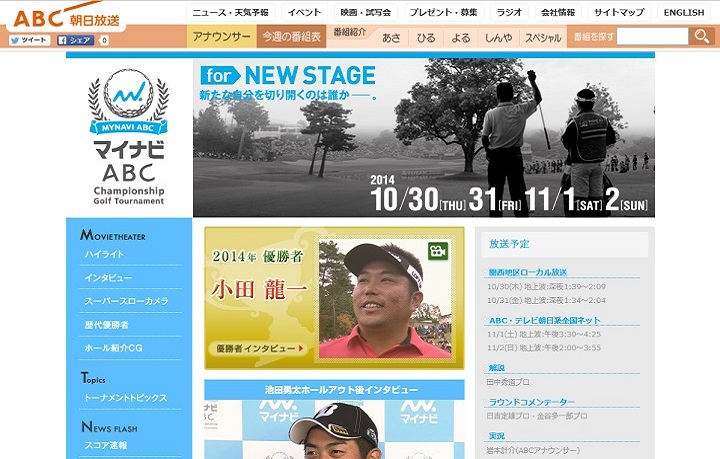 ABC 朝日放送
ニュース・天気予報 イベント 映画・試写会 プレゼント・募集 ラジオ 会社情報 サイトマップ ENGLISH
ツイート シェア 0
アナウンサー 今週の番組表 番組紹介 あさ ひる よる しんや スペシャル 番組を探す
MYNAVI ABC
マイナビ
ABC
Championship
Golf Tournament
for NEW STAGE
新たな自分を切り開くのは誰か――。
2014
10/30[THU] 31[FRI] 11/1[SAT] 2[SUN]
MOVIE THEATER
ハイライト
インタビュー
スーパースローカメラ
歴代優勝者
ホール紹介CG
Topics
トーナメントトピックス
NEWS FLASH
スコア速報
2014年 優勝者
小田 龍一
優勝者インタビュー
池田勇太ホールアウト後インタビュー
マイナビ
放送予定
関西地区ローカル放送
10/30(木) 地上波:深夜1:39～2:09
10/31(金) 地上波:深夜1:34～2:04
ABC・テレビ朝日系全国ネット
11/1(土) 地上波:午後3:30～4:25
11/2(日) 地上波:午後2:00～3:55
解説
田中秀道プロ
ラウンドコメンテーター
日吉定雄プロ・金谷多一郎プロ
実況
岩本計介(ABCアナウンサー)